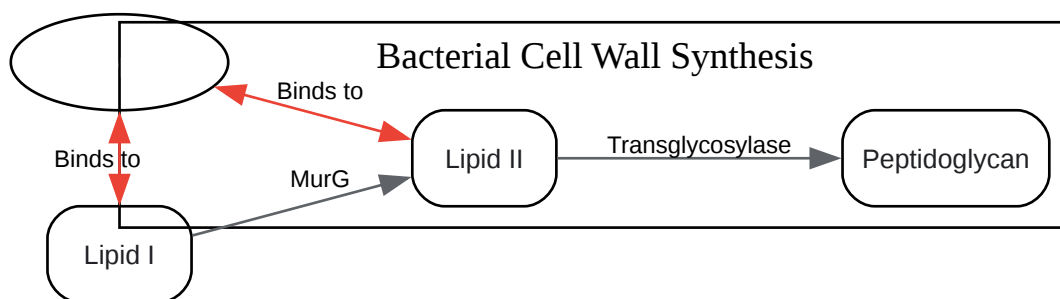 Bacterial Cell Wall Synthesis
Binds to
Binds to
Lipid II
Transglycosylase
Peptidoglycan
MurG
Lipid I